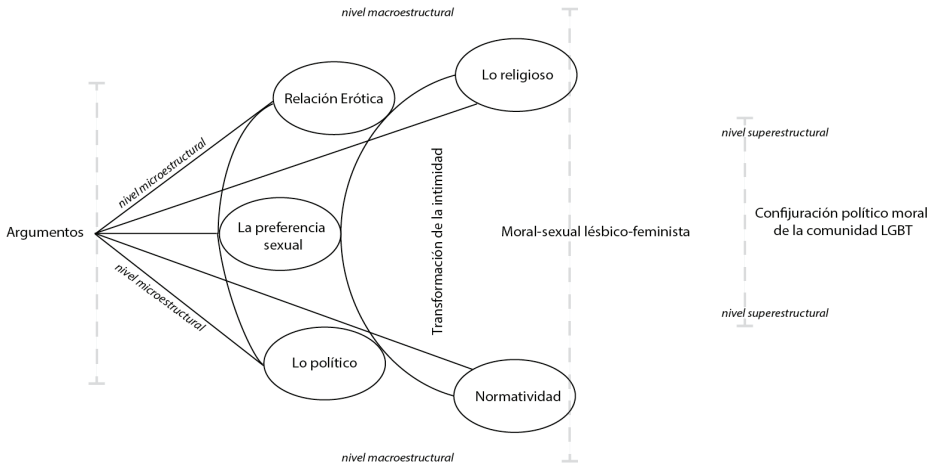 nivel macroestructural
Lo religioso
Relación Erótica
nivel superestructural
nivel microestructural
Transformación de la intimidad
Argumentos
La preferencia
sexual
Moral-sexual lésbico-feminista
Confijuración político moral
de la comunidad LGBT
nivel microestructural
nivel superestructural
Lo político
Normatividad
nivel macroestructural